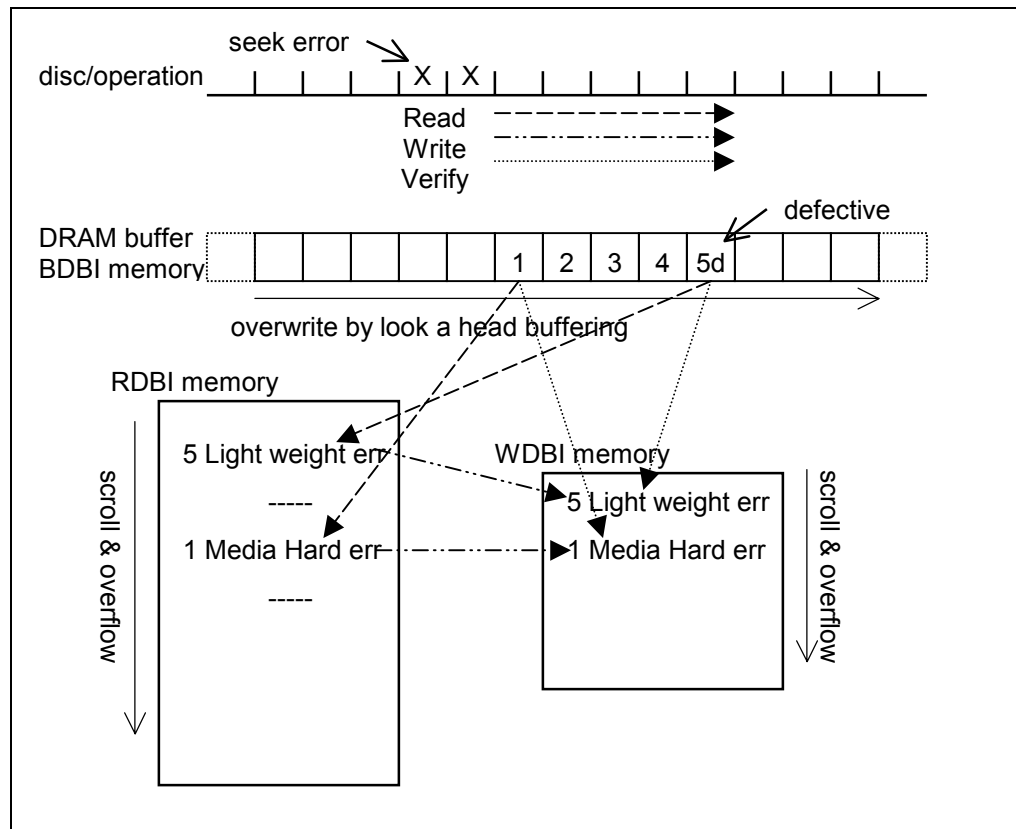 seek error
disc/operation
X X
Read
Write
Verify
defective
DRAM buffer
BDBI memory
1 2 3 4 5d
overwrite by look a head buffering
RDBI memory
5 Light weight err
-----
1 Media Hard err
-----
scroll & overflow
WDBI memory
5 Light weight err
1 Media Hard err
scroll & overflow